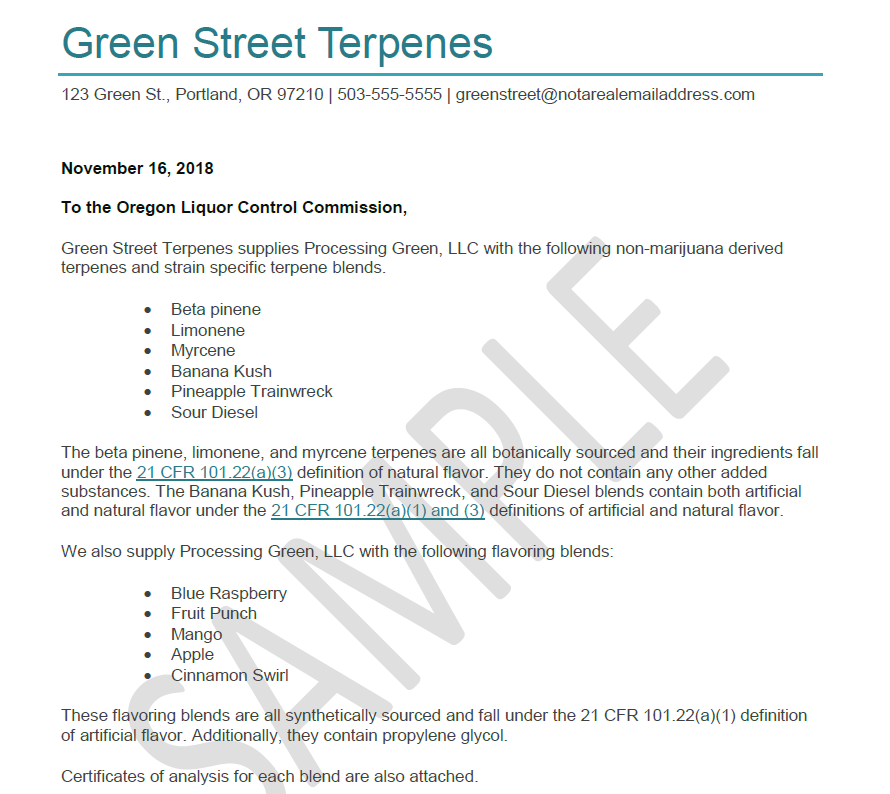 Green Street Terpenes
123 Green St., Portland, OR 97210 | 503-555-5555 | greenstreet@notarealemailaddress.com
November 16, 2018
To the Oregon Liquor Control Commission,
Green Street Terpenes supplies Processing Green, LLC with the following non-marijuana derived
terpenes and strain specific terpene blends.
• Beta pinene
• Limonene
• Myrcene
• Banana Kush
• Pineapple Trainwreck
• Sour Diesel
The beta pinene, limonene, and myrcene terpenes are all botanically sourced and their ingredients fall
under the 21 CFR 101.22(a)(3) definition of natural flavor. They do not contain any other added
substances. The Banana Kush, Pineapple Trainwreck, and Sour Diesel blends contain both artificial
and natural flavor under the 21 CFR 101.22(a)(1) and (3) definitions of artificial and natural flavor.
We also supply Processing Green, LLC with the following flavoring blends:
• Blue Raspberry
• Fruit Punch
• Mango
• Apple
• Cinnamon Swirl
These flavoring blends are all synthetically sourced and fall under the 21 CFR 101.22(a)(1) definition
of artificial flavor. Additionally, they contain propylene glycol.
Certificates of analysis for each blend are also attached.
SAMPLE